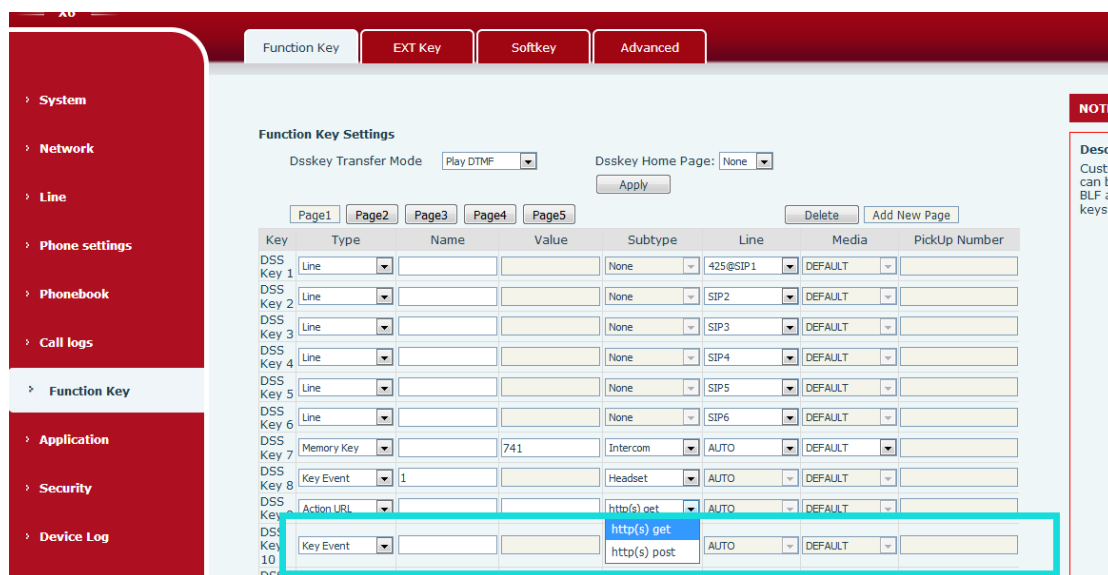 X6
Function Key EXT Key Softkey Advanced
System
Network
Line
Phone settings
Phonebook
Call logs
Function Key
Application
Security
Device Log
Function Key Settings
Dsskey Transfer Mode Play DTMF Dsskey Home Page: None
Apply
Page1 Page2 Page3 Page4 Page5 Delete Add New Page
Key Type Name Value Subtype Line Media PickUp Number
DSS Key 1 Line None 425@SIP1 DEFAULT
DSS Key 2 Line None SIP2 DEFAULT
DSS Key 3 Line None SIP3 DEFAULT
DSS Key 4 Line None SIP4 DEFAULT
DSS Key 5 Line None SIP5 DEFAULT
DSS Key 6 Line None SIP6 DEFAULT
DSS Key 7 Memory Key 741 Intercom AUTO DEFAULT
DSS Key 8 Key Event 1 Headset AUTO DEFAULT
DSS Key Action URL http(s) get AUTO DEFAULT
http(s) get
http(s) post
DSS Key 10 Key Event AUTO DEFAULT
NOT
Desc
Cust
can b
BLF a
keys